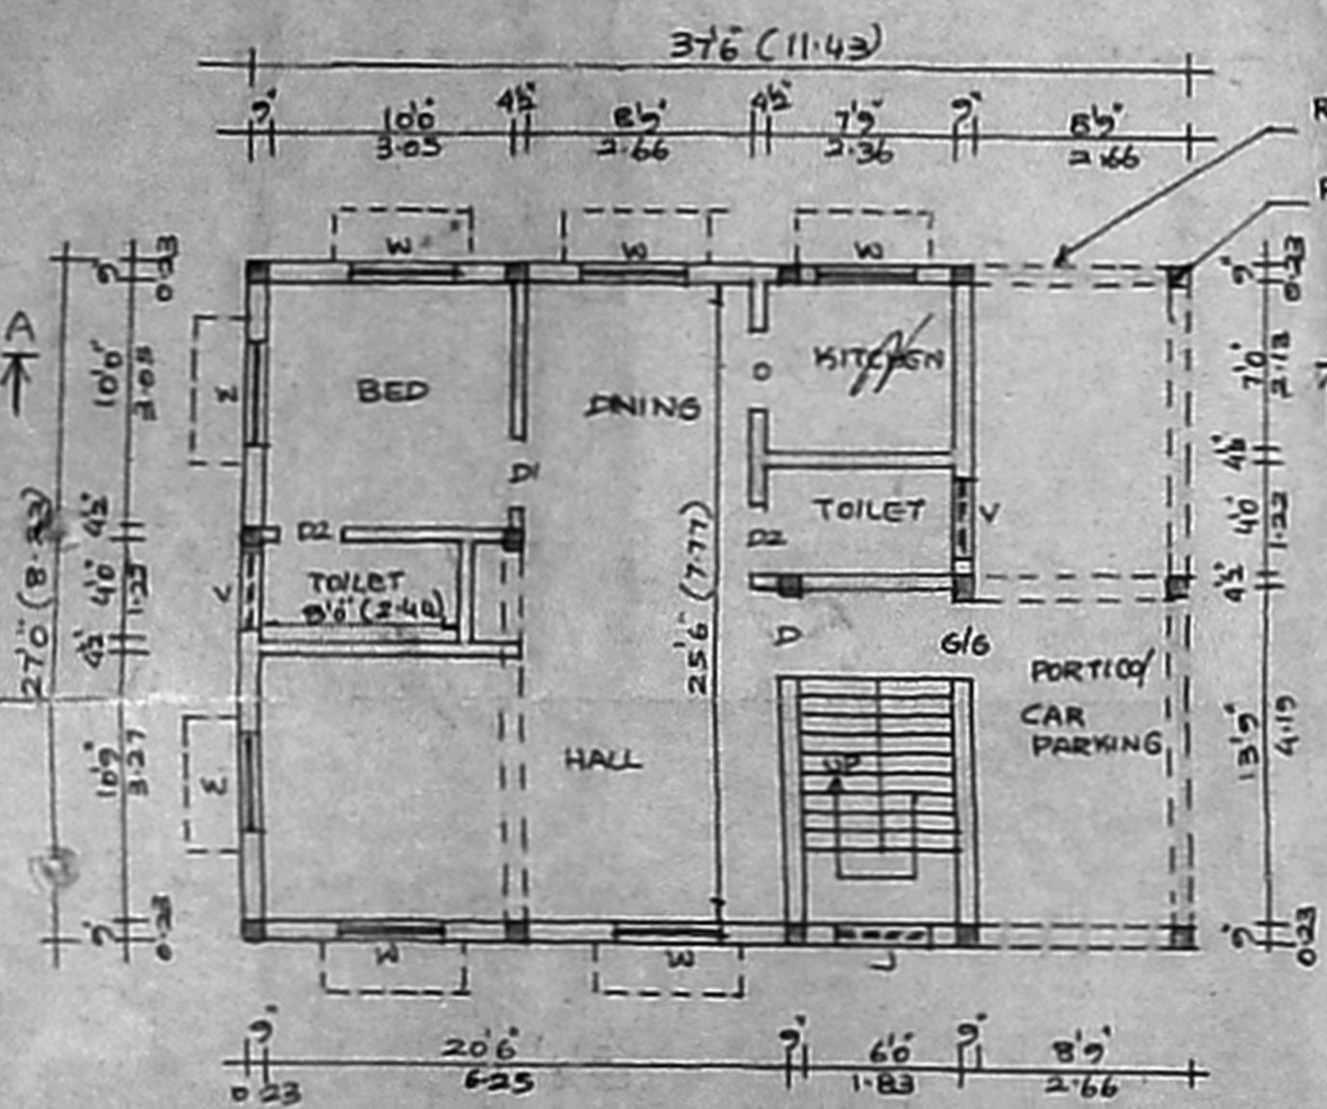 37'6" (11.43)
9" 10'0" 4½" 8'9" 4½" 7'9" 9" 8'9"
3.05 2.66 2.36 2.66
R
F
W W W
0.23 9" 9" 0.23
A
10'0" 3.05
W
BED
DINING
KITCHEN
D
7'0" 2.13
D1
4½"
4½"
TOILET
V
4'0" 1.22
27'0" (8.23)
D2
D2
25'6" (7.77)
V
TOILET
8'0" (2.40)
4'0" 1.22
4½"
4½"
D
G/G
PORTICO/
CAR
PARKING
10'9" 3.27
W
HALL
UP
13'9" 4.19
9" 0.23
9" 0.23
W W J
9" 20'6" 9" 6'0" 9" 8'9"
0.23 6.25 1.83 2.66